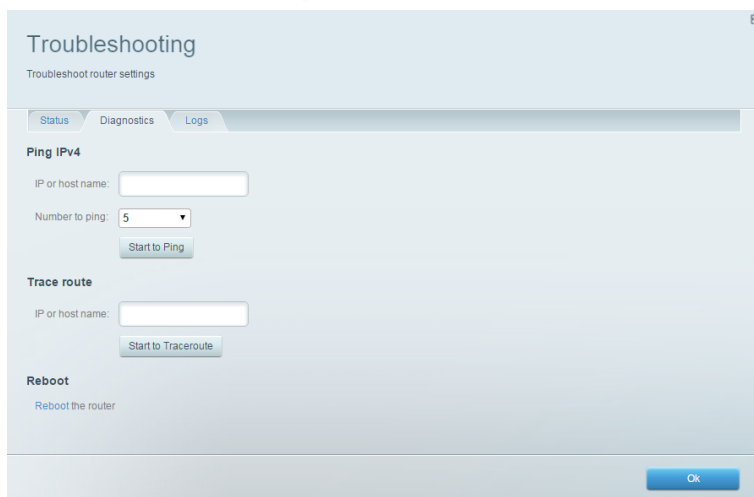 Troubleshooting
Troubleshoot router settings
Status Diagnostics Logs
Ping IPv4
IP or host name:
Number to ping: 5
Start to Ping
Trace route
IP or host name:
Start to Traceroute
Reboot
Reboot the router
Ok